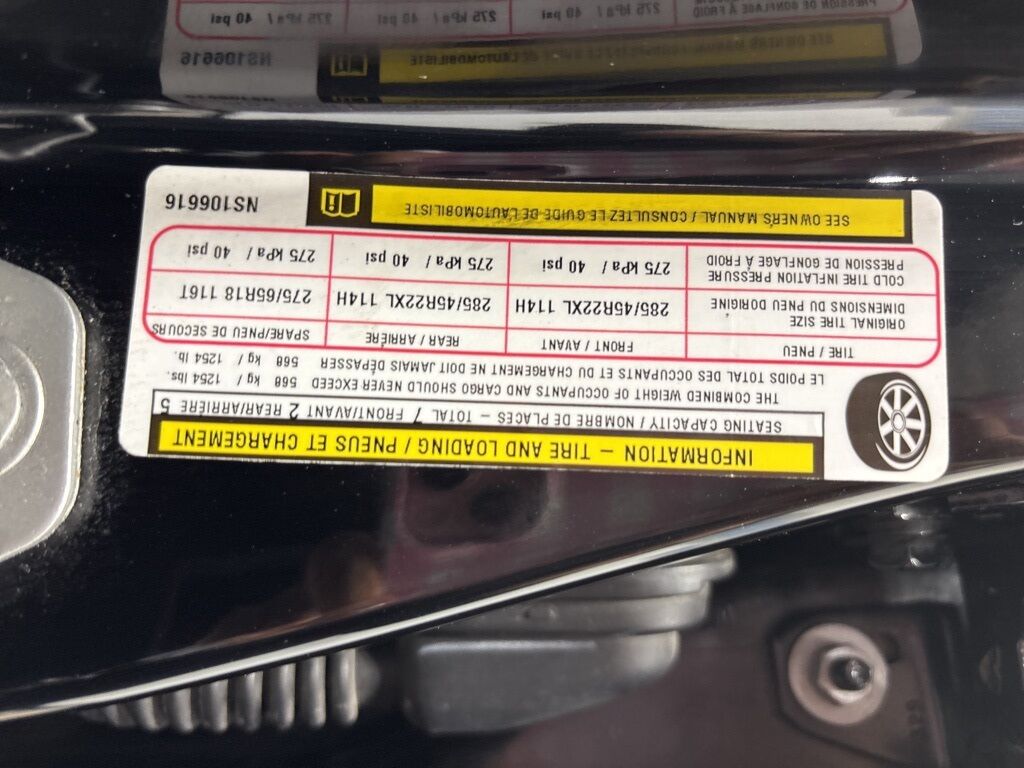 INFORMATION – TIRE AND LOADING / PNEUS ET CHARGEMENT
SEATING CAPACITY / NOMBRE DE PLACES – TOTAL 7 FRONT/AVANT 2 REAR/ARRIÈRE 5
THE COMBINED WEIGHT OF OCCUPANTS AND CARGO SHOULD NEVER EXCEED 568 kg / 1254 lbs.
LE POIDS TOTAL DES OCCUPANTS ET DU CHARGEMENT NE DOIT JAMAIS DÉPASSER 568 kg / 1254 lb.
TIRE / PNEU FRONT / AVANT REAR / ARRIÈRE SPARE/PNEU DE SECOURS
ORIGINAL TIRE SIZE
DIMENSIONS DU PNEU DORIGINE 285/45R22XL 114H 285/45R22XL 114H 275/65R18 116T
COLD TIRE INFLATION PRESSURE
PRESSION DE GONFLAGE À FROID 275 kPa / 40 psi 275 kPa / 40 psi 275 kPa / 40 psi
SEE OWNERS MANUAL / CONSULTEZ LE GUIDE DE L'AUTOMOBILISTE NS106616